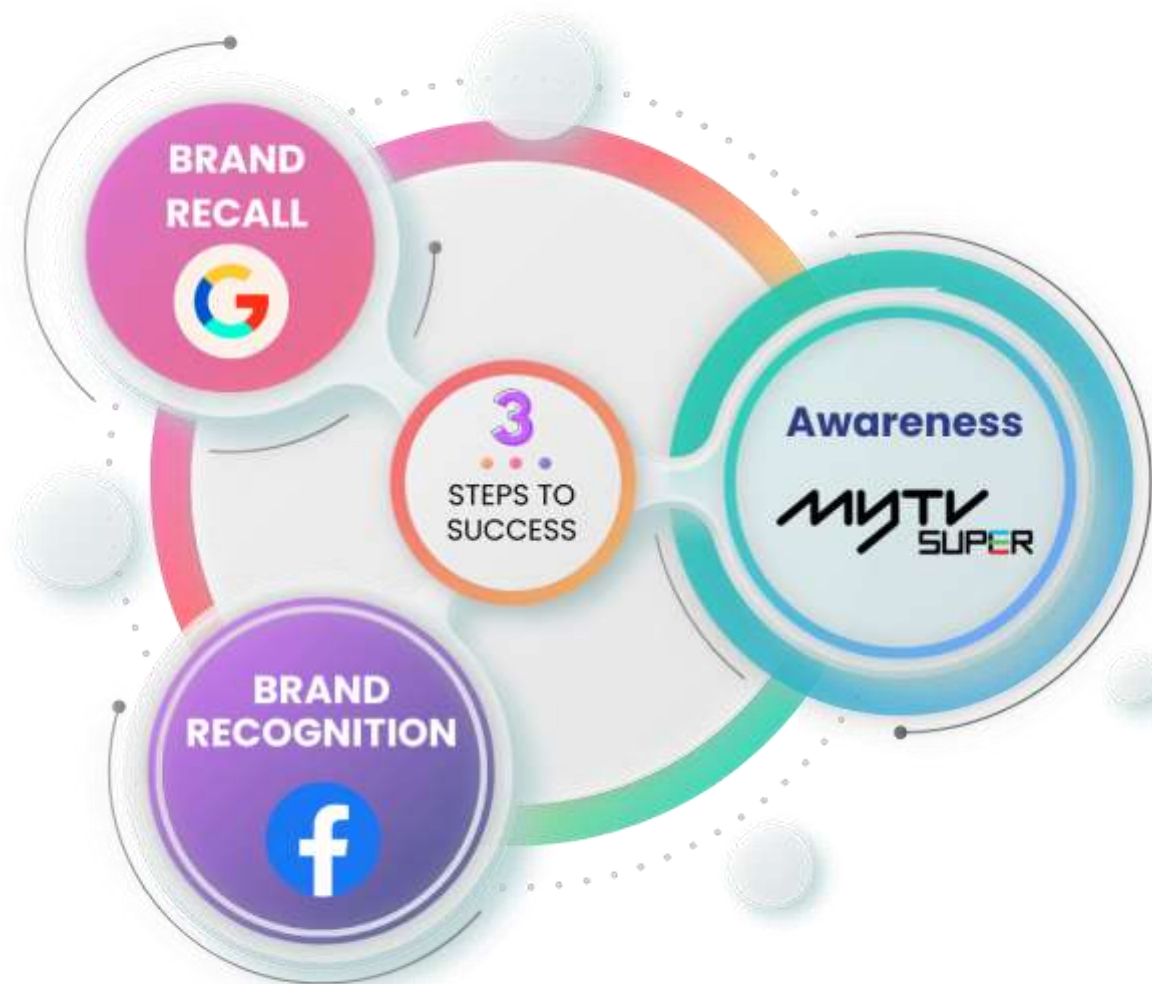 BRAND
RECALL
G
3
STEPS TO
SUCCESS
Awareness
MYTV
SUPER
BRAND
RECOGNITION
f